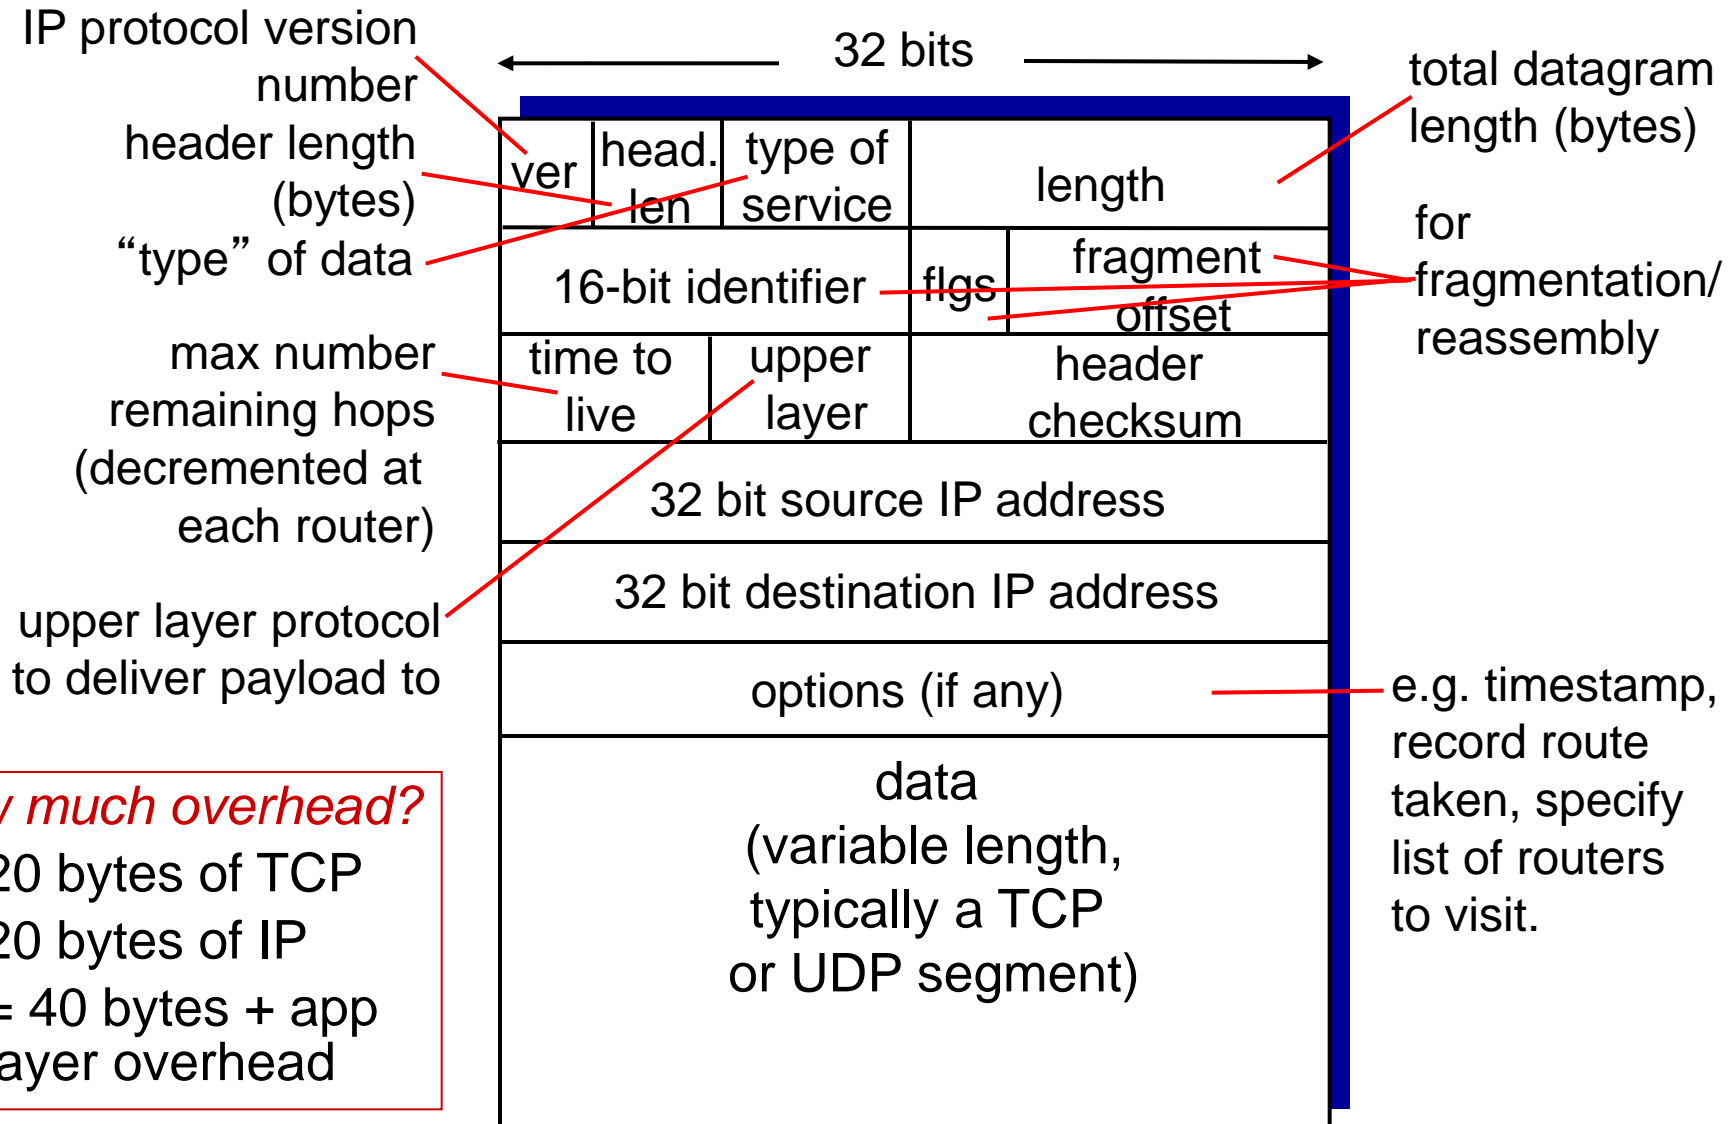 IP protocol version
number
header length
(bytes)
“type” of data
max number
remaining hops
(decremented at
each router)
upper layer protocol
to deliver payload to
much overhead?
20 bytes of TCP
20 bytes of IP
= 40 bytes + app
ayer overhead
32 bits
ver
head.
len
type of
service
length
16-bit identifier
flgs
fragment
offset
time to
live
upper
layer
header
checksum
32 bit source IP address
32 bit destination IP address
options (if any)
data
(variable length,
typically a TCP
or UDP segment)
total datagram
length (bytes)
for
fragmentation/
reassembly
e.g. timestamp,
record route
taken, specify
list of routers
to visit.